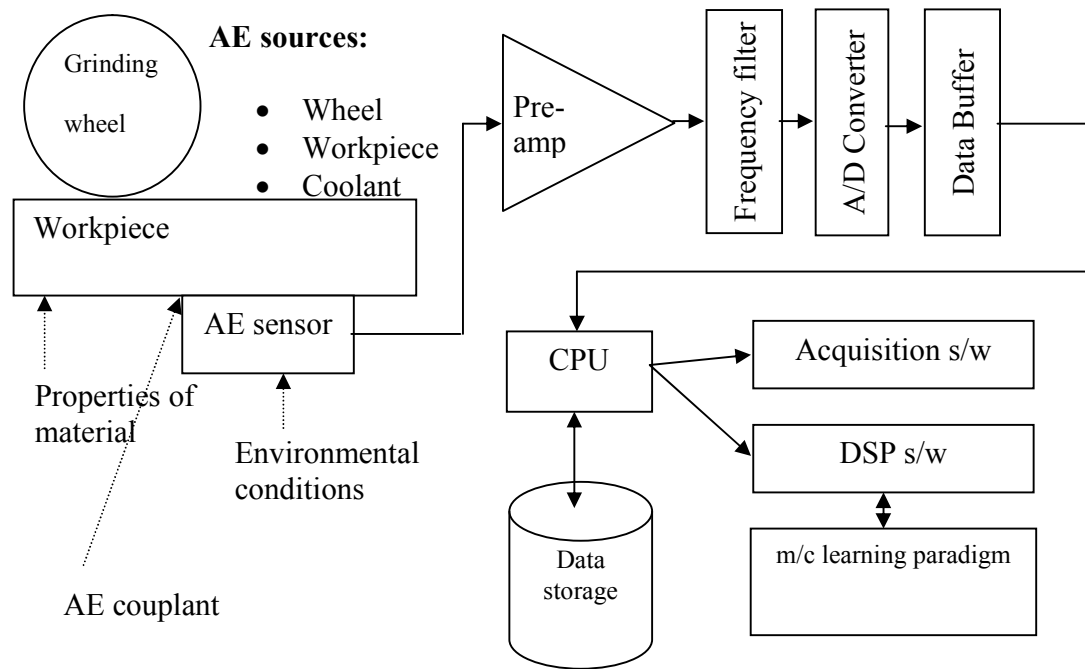 Grinding
wheel
AE sources:
• Wheel
• Workpiece
• Coolant
Pre-
amp
Frequency filter
A/D Converter
Data Buffer
Workpiece
AE sensor
Properties of
material
Environmental
conditions
AE couplant
CPU
Acquisition s/w
DSP s/w
m/c learning paradigm
Data
storage